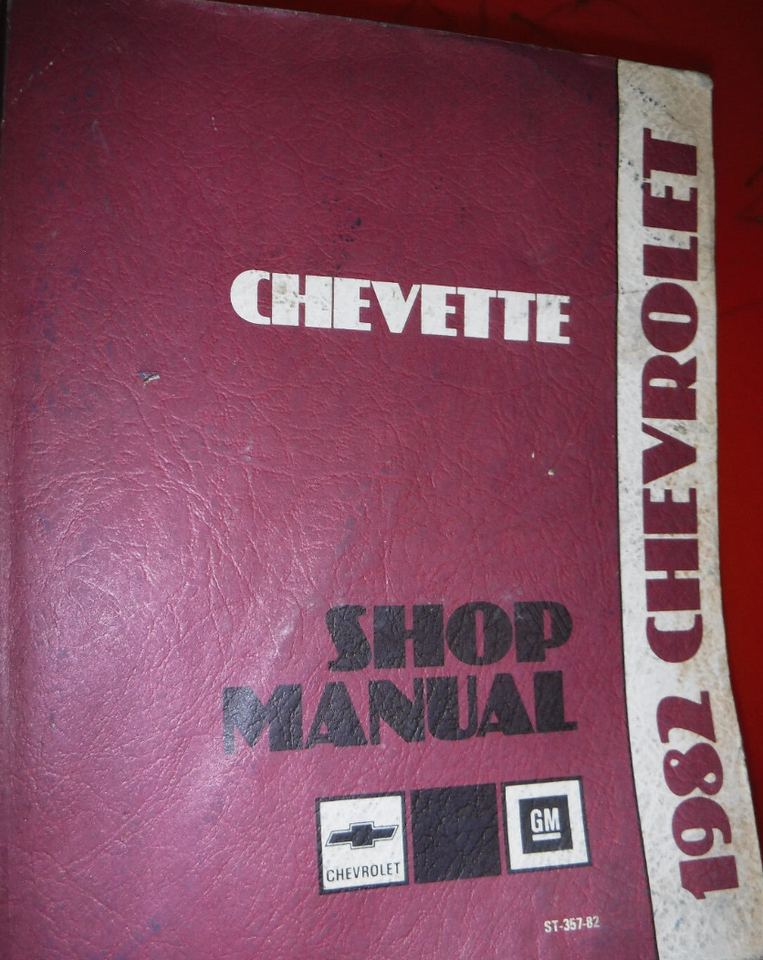 CHEVETTE
SHOP
MANUAL
CHEVROLET
GM
ST-357-82
1982 CHEVROLET